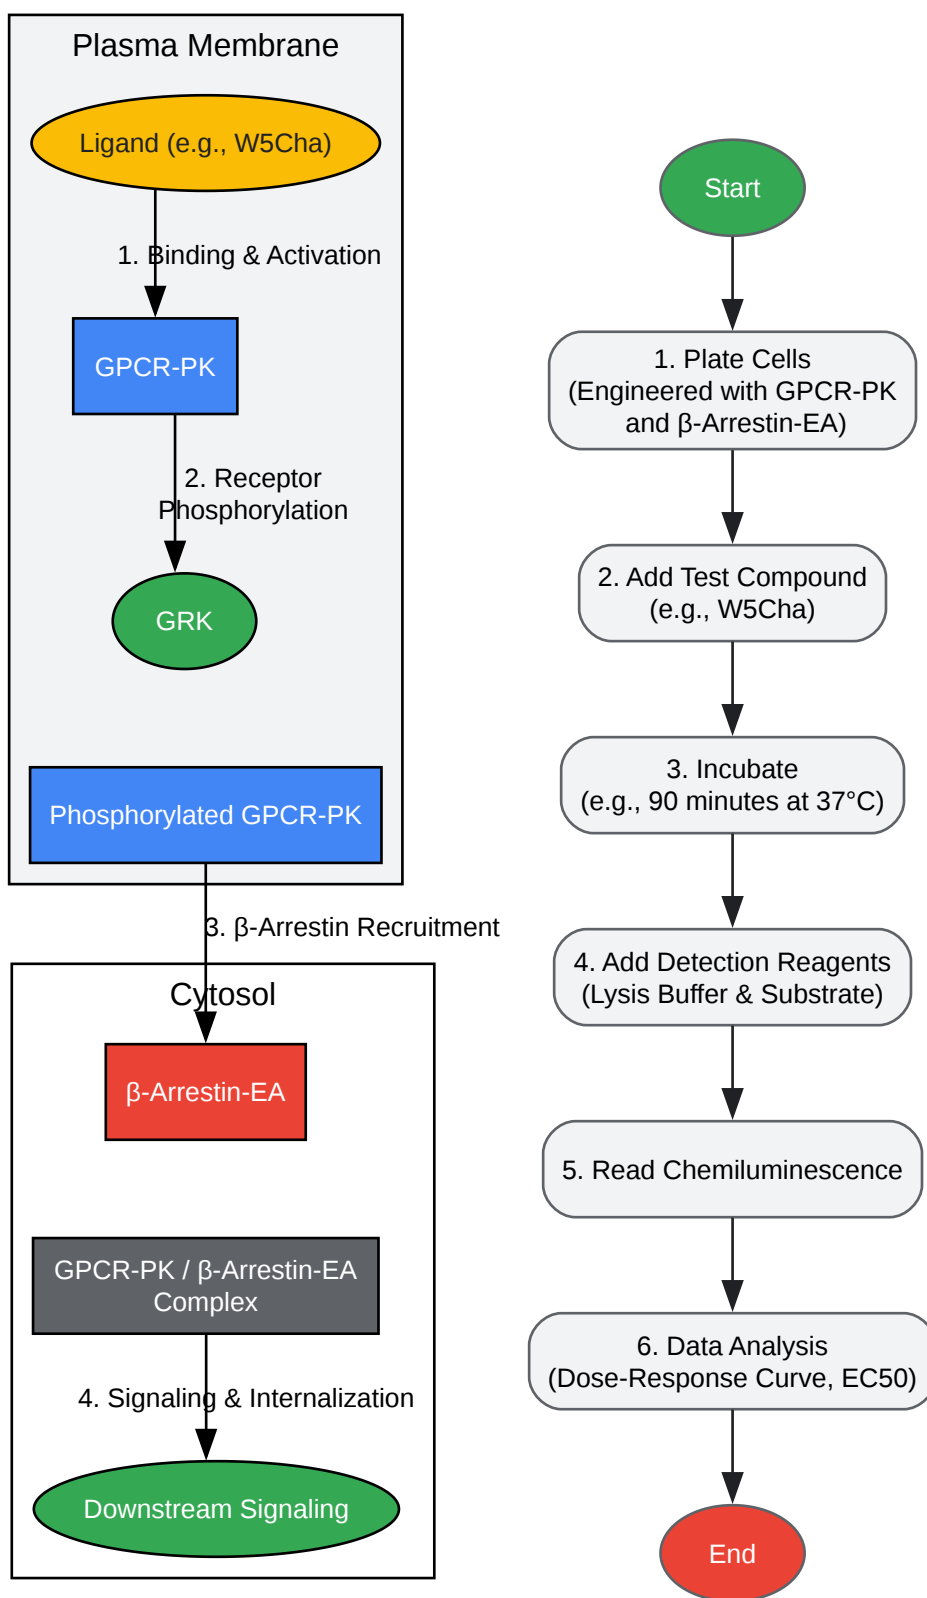 Plasma Membrane
Ligand (e.g., W5Cha)
1. Binding & Activation
GPCR-PK
2. Receptor
Phosphorylation
GRK
Phosphorylated GPCR-PK
3. β-Arrestin Recruitment
Cytosol
β-Arrestin-EA
GPCR-PK / β-Arrestin-EA
Complex
4. Signaling & Internalization
Downstream Signaling
Start
1. Plate Cells
(Engineered with GPCR-PK
and β-Arrestin-EA)
2. Add Test Compound
(e.g., W5Cha)
3. Incubate
(e.g., 90 minutes at 37°C)
4. Add Detection Reagents
(Lysis Buffer & Substrate)
5. Read Chemiluminescence
6. Data Analysis
(Dose-Response Curve, EC50)
End